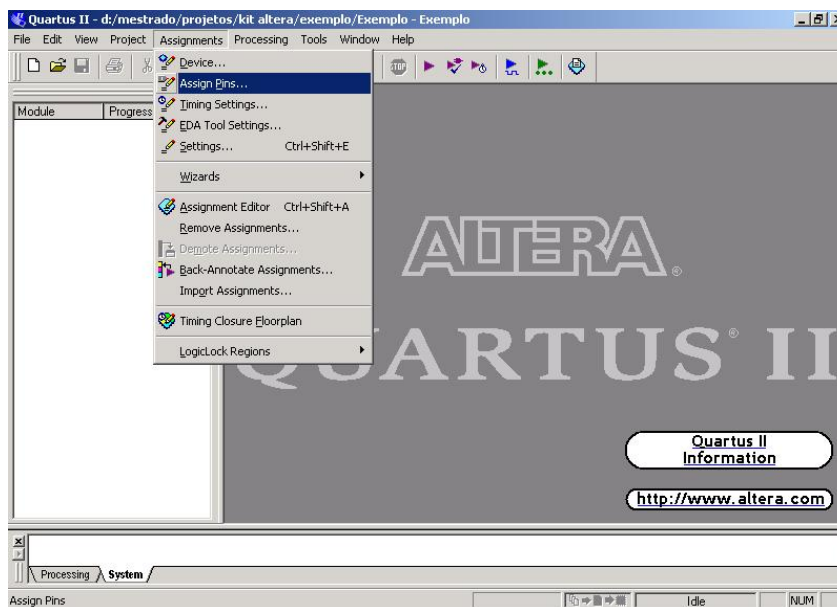 Quartus II - d:/mestrado/projetos/kit altera/exemplo/Exemplo - Exemplo
File Edit View Project Assignments Processing Tools Window Help
Device...
Assign Pins...
Timing Settings...
EDA Tool Settings...
Settings... Ctrl+Shift+E
Wizards
Assignment Editor Ctrl+Shift+A
Remove Assignments...
Demote Assignments...
Back-Annotate Assignments...
Import Assignments...
Timing Closure Floorplan
LogicLock Regions
STOP
Module Progress
ALTERA®
QUARTUS® II
Quartus II
Information
http://www.altera.com
Processing System
Assign Pins Idle NUM